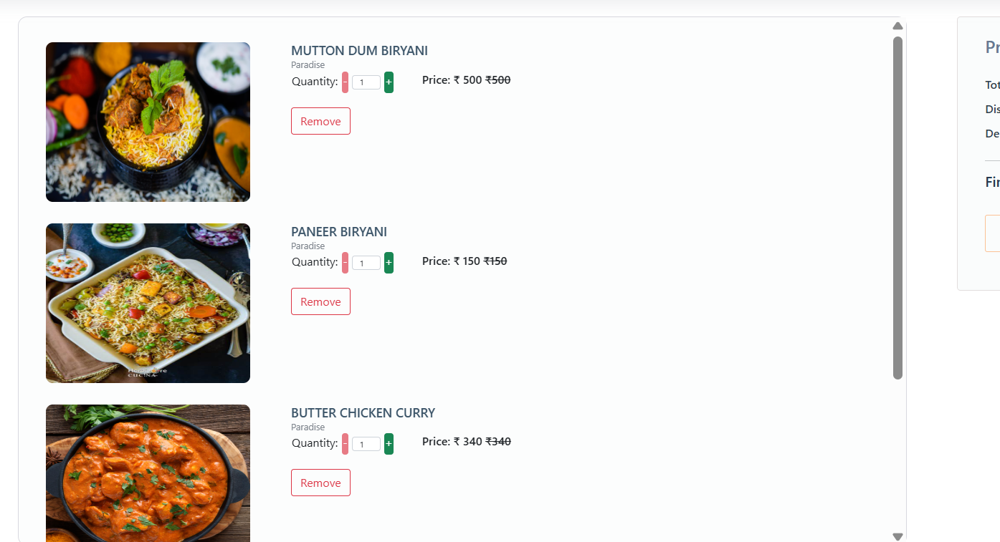 MUTTON DUM BIRYANI
Paradise
Quantity: - 1 + Price: ₹ 500 ₹500
Remove
PANEER BIRYANI
Paradise
Quantity: - 1 + Price: ₹ 150 ₹150
Remove
CUCINA
BUTTER CHICKEN CURRY
Paradise
Quantity: - 1 + Price: ₹ 340 ₹340
Remove
Pr
Tot
Dis
De
Fir